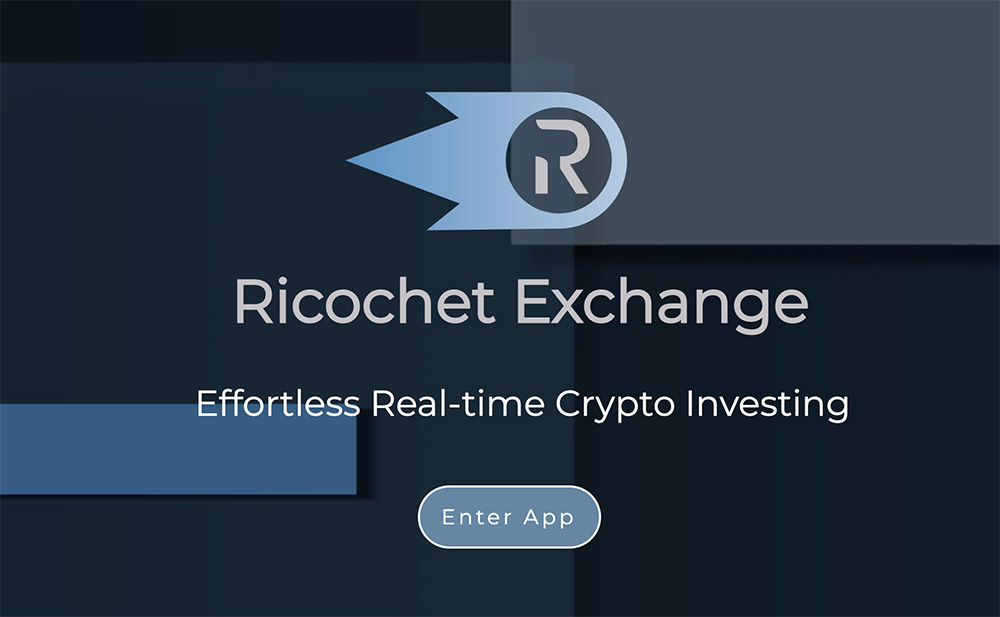 R
Ricochet Exchange
Effortless Real-time Crypto Investing
Enter App